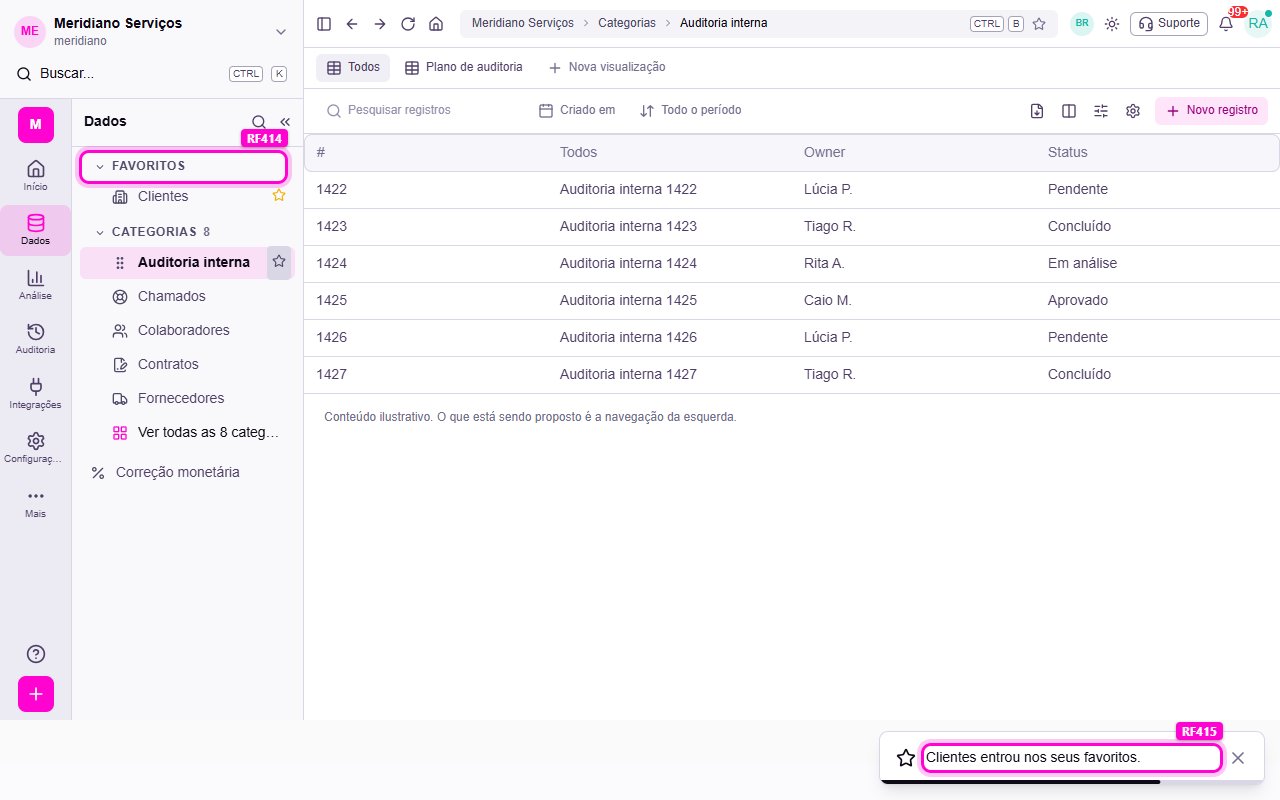 ME
Meridiano Serviços
meridiano
Buscar...
CTRL K
M
Início
Dados
Análise
Auditoria
Integrações
Configuraç...
Mais
Dados
RF414
FAVORITOS
Clientes
CATEGORIAS 8
Auditoria interna
Chamados
Colaboradores
Contratos
Fornecedores
Ver todas as 8 categ...
Correção monetária
Meridiano Serviços > Categorias > Auditoria interna
CTRL B
BR
Suporte
99+
RA
Todos
Plano de auditoria
Nova visualização
Pesquisar registros
Criado em
Todo o período
Novo registro
# Todos Owner Status
1422 Auditoria interna 1422 Lúcia P. Pendente
1423 Auditoria interna 1423 Tiago R. Concluído
1424 Auditoria interna 1424 Rita A. Em análise
1425 Auditoria interna 1425 Caio M. Aprovado
1426 Auditoria interna 1426 Lúcia P. Pendente
1427 Auditoria interna 1427 Tiago R. Concluído
Conteúdo ilustrativo. O que está sendo proposto é a navegação da esquerda.
RF415
Clientes entrou nos seus favoritos.